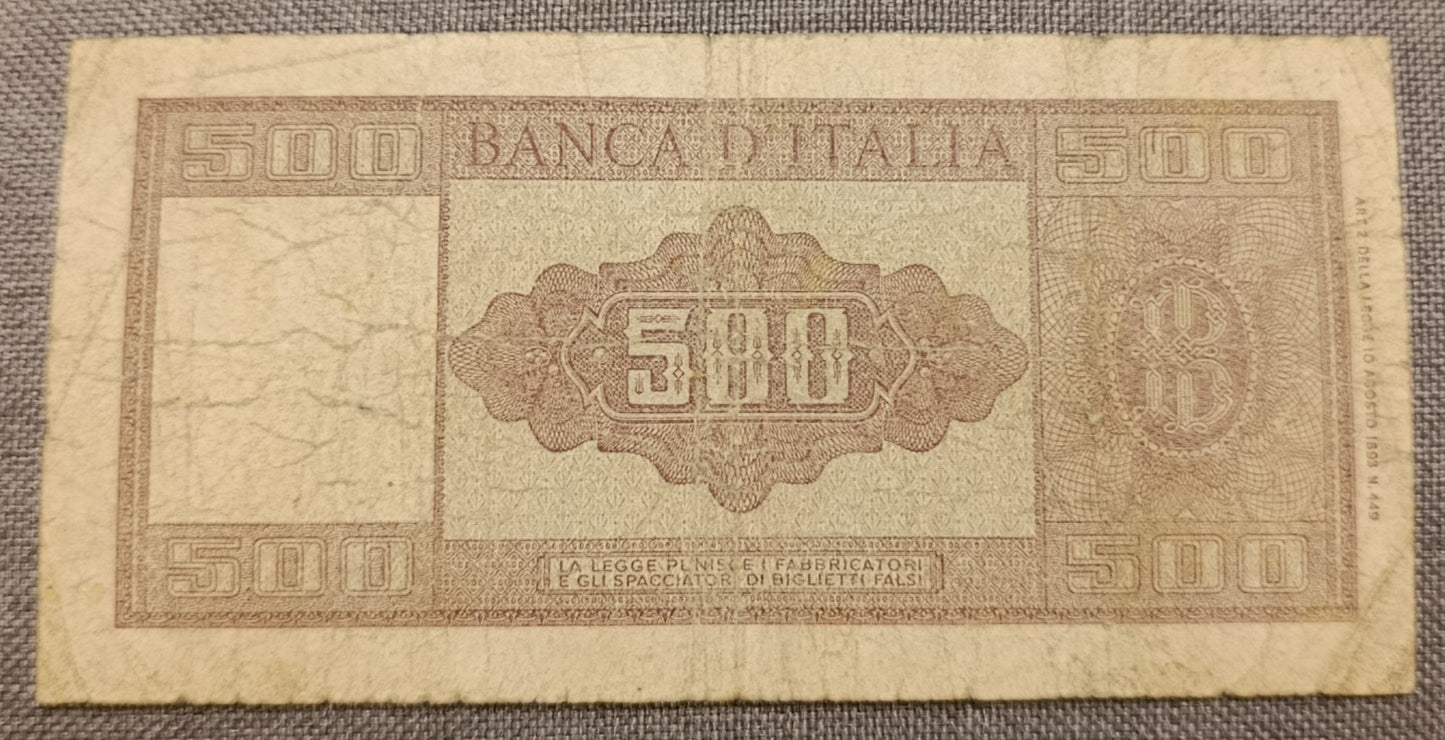 500 BANCA D'ITALIA 500
500
LA LEGGE PUNISCE I FABBRICATORI
E GLI SPACCIATORI DI BIGLIETTI FALSI
500 500
ART. 2 DELLA LEGGE 10 AGOSTO 1893 N. 449